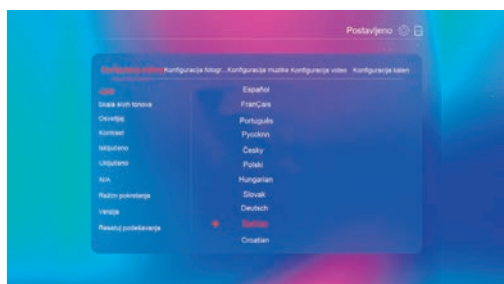 Postavljeno
Konfiguracija fotogr... Konfiguracija muzike Konfiguracija video Konfiguracija kalen
Español
Skala sivih tonova
FranÇais
Osvetljaj
Português
Kontrast
Русскин
Isključeno
Česky
Uključeno
Polski
N/A
Hungarian
Režim pokretanja
Slovak
Verzija
Deutsch
Resetuj podešavanja
Croatian